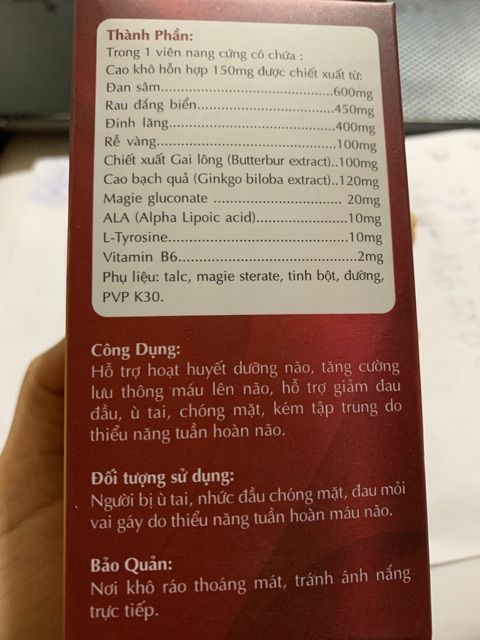 Thành Phần:
Trong 1 viên nang cứng có chứa :
Cao khô hỗn hợp 150mg được chiết xuất từ:
Đan sâm..................................................600mg
Rau đắng biển.........................................450mg
Đinh lăng.................................................400mg
Rễ vàng....................................................100mg
Chiết xuất Gai lông (Butterbur extract)..100mg
Cao bạch quả (Ginkgo biloba extract)..120mg
Magie gluconate ................................ 20mg
ALA (Alpha Lipoic acid)......................10mg
L-Tyrosine...........................................10mg
Vitamin B6............................................2mg
Phụ liệu: talc, magie sterate, tinh bột, đường,
PVP K30.
Công Dụng:
Hỗ trợ hoạt huyết dưỡng não, tăng cường
lưu thông máu lên não, hỗ trợ giảm đau
đầu, ù tai, chóng mặt, kém tập trung do
thiểu năng tuần hoàn não.
Đối tượng sử dụng:
Người bị ù tai, nhức đầu chóng mặt, đau mỏi
vai gáy do thiểu năng tuần hoàn máu não.
Bảo Quản:
Nơi khô ráo thoáng mát, tránh ánh nắng
trực tiếp.